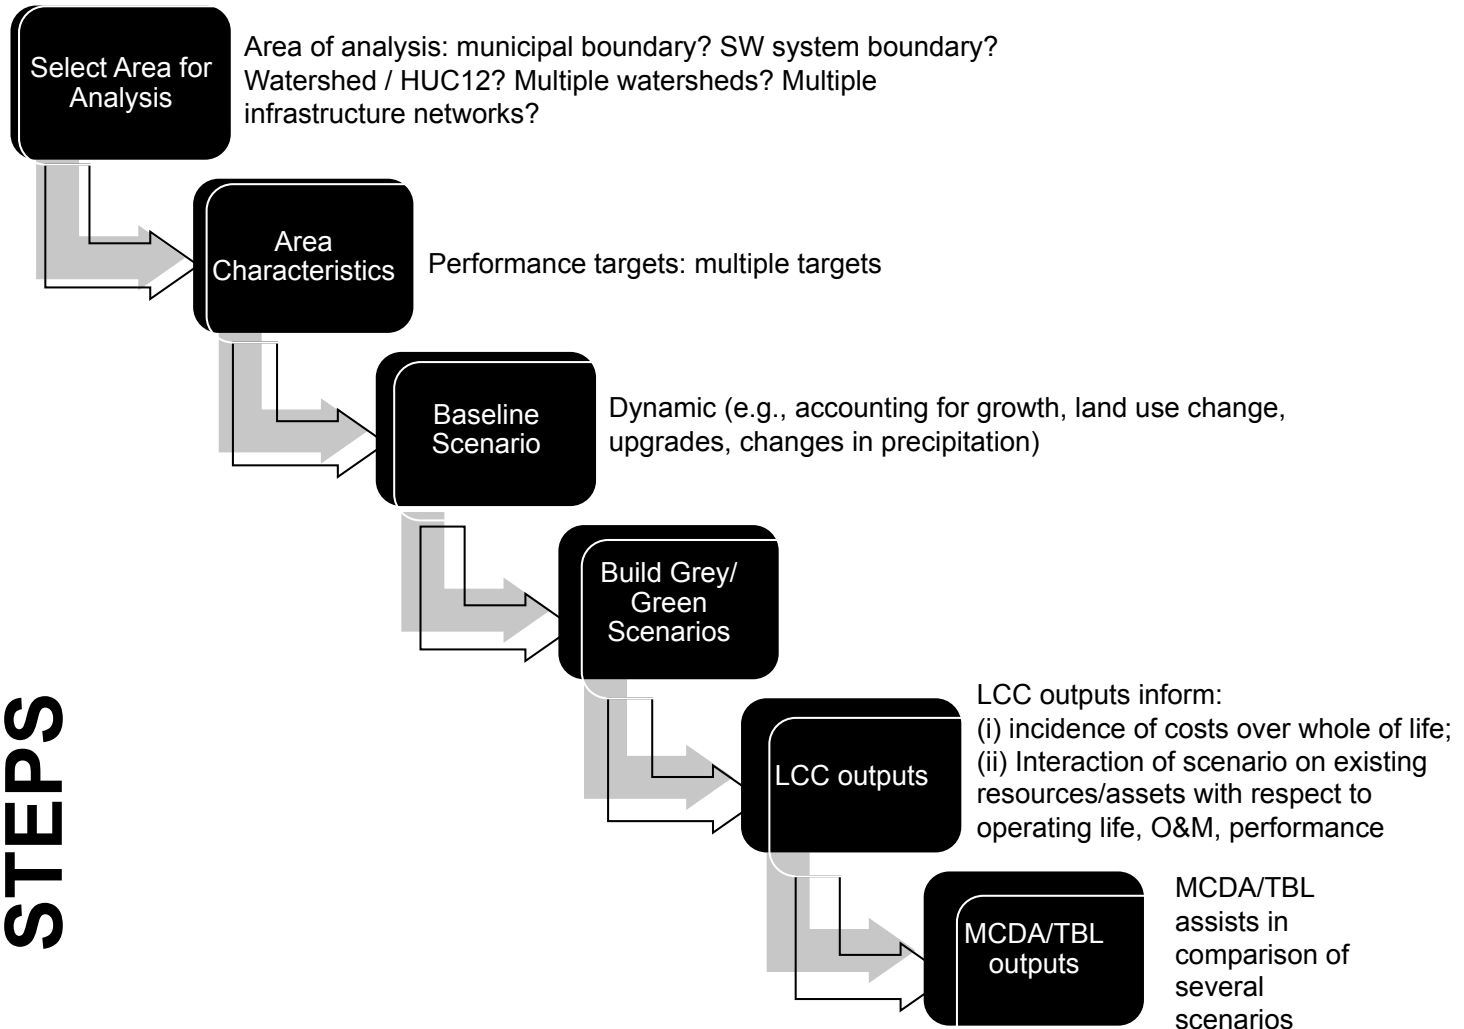 Select Area for
Analysis
Area of analysis: municipal boundary? SW system boundary?
Watershed / HUC12? Multiple watersheds? Multiple
infrastructure networks?
Area
Characteristics
Performance targets: multiple targets
Baseline
Scenario
Dynamic (e.g., accounting for growth, land use change,
upgrades, changes in precipitation)
Build Grey/
Green
Scenarios
LCC outputs
LCC outputs inform:
(i) incidence of costs over whole of life;
(ii) Interaction of scenario on existing
resources/assets with respect to
operating life, O&M, performance
MCDA/TBL
outputs
MCDA/TBL
assists in
comparison of
several
scenarios
STEPS